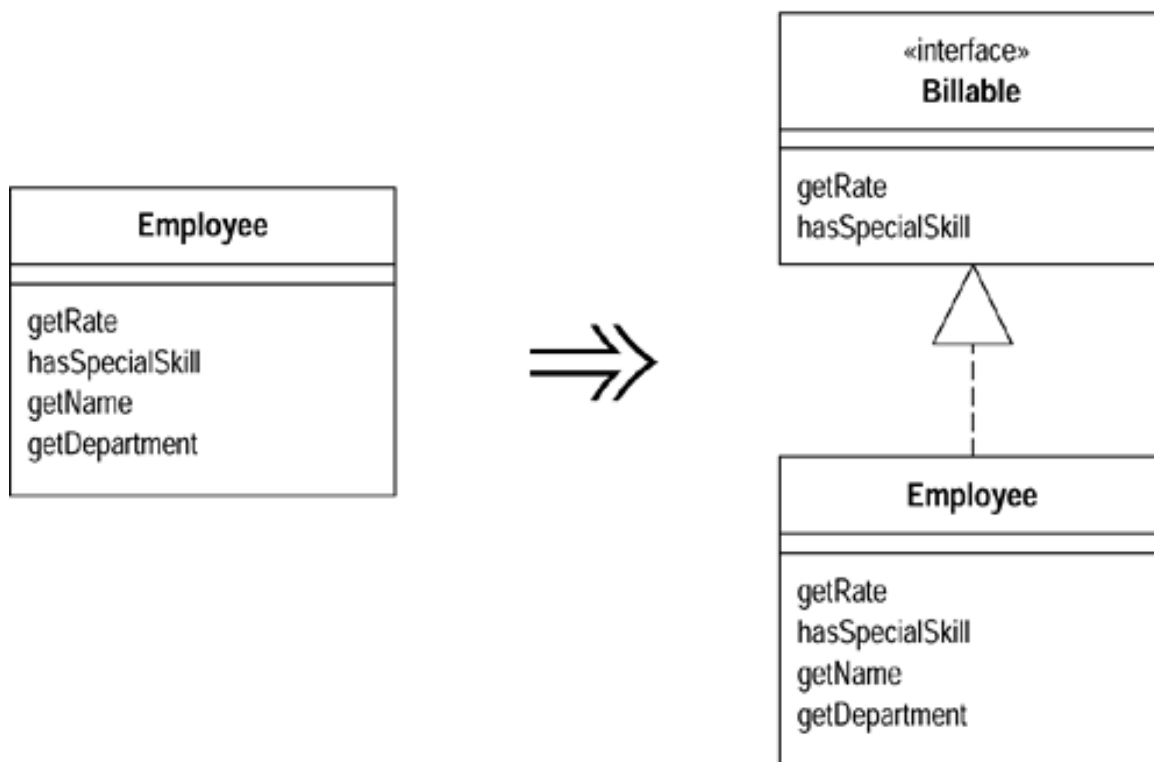 Employee
getRate
hasSpecialSkill
getName
getDepartment
«interface»
Billable
getRate
hasSpecialSkill
Employee
getRate
hasSpecialSkill
getName
getDepartment